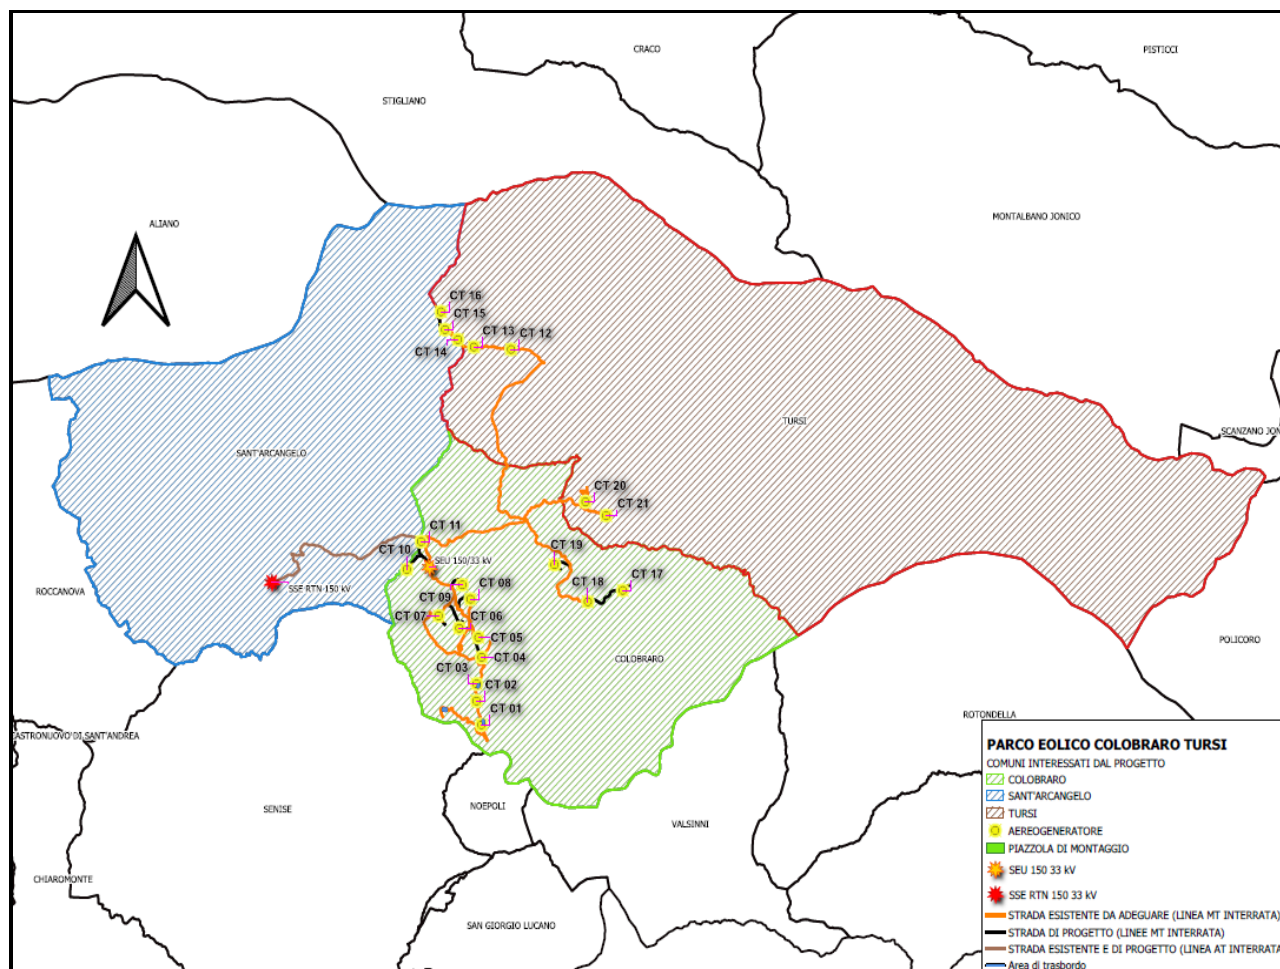 CRACO
PISTICCI
STIGLIANO
ALIANO
MONTALBANO JONICO
CT 16
CT 15
CT 13
CT 12
CT 14
TURSI
SCANZANO JON
SANT'ARCANGELO
CT 20
CT 21
CT 11
CT 10
CT 19
SEU 150/33 kV
CT 17
CT 18
CT 08
SSE RTN 150 kV
ROCCANOVA
CT 09
CT 07
CT 06
CT 05
CT 04
CT 03
COLOBRARO
POLICORO
CT 02
CT 01
ROTONDELLA
ASTRONUOVO DI SANT'ANDREA
SENISE
NOEPOLI
VALSINNI
CHIAROMONTE
SAN GIORGIO LUCANO
PARCO EOLICO COLOBRARO TURSI
COMUNI INTERESSATI DAL PROGETTO
COLOBRARO
SANT'ARCANGELO
TURSI
AEREOGENERATORE
PIAZZOLA DI MONTAGGIO
SEU 150 33 kV
SSE RTN 150 33 kV
STRADA ESISTENTE DA ADEGUARE (LINEA MT INTERRATA)
STRADA DI PROGETTO (LINEE MT INTERRATA)
STRADA ESISTENTE E DI PROGETTO (LINEA AT INTERRATA
Area di trasbordo